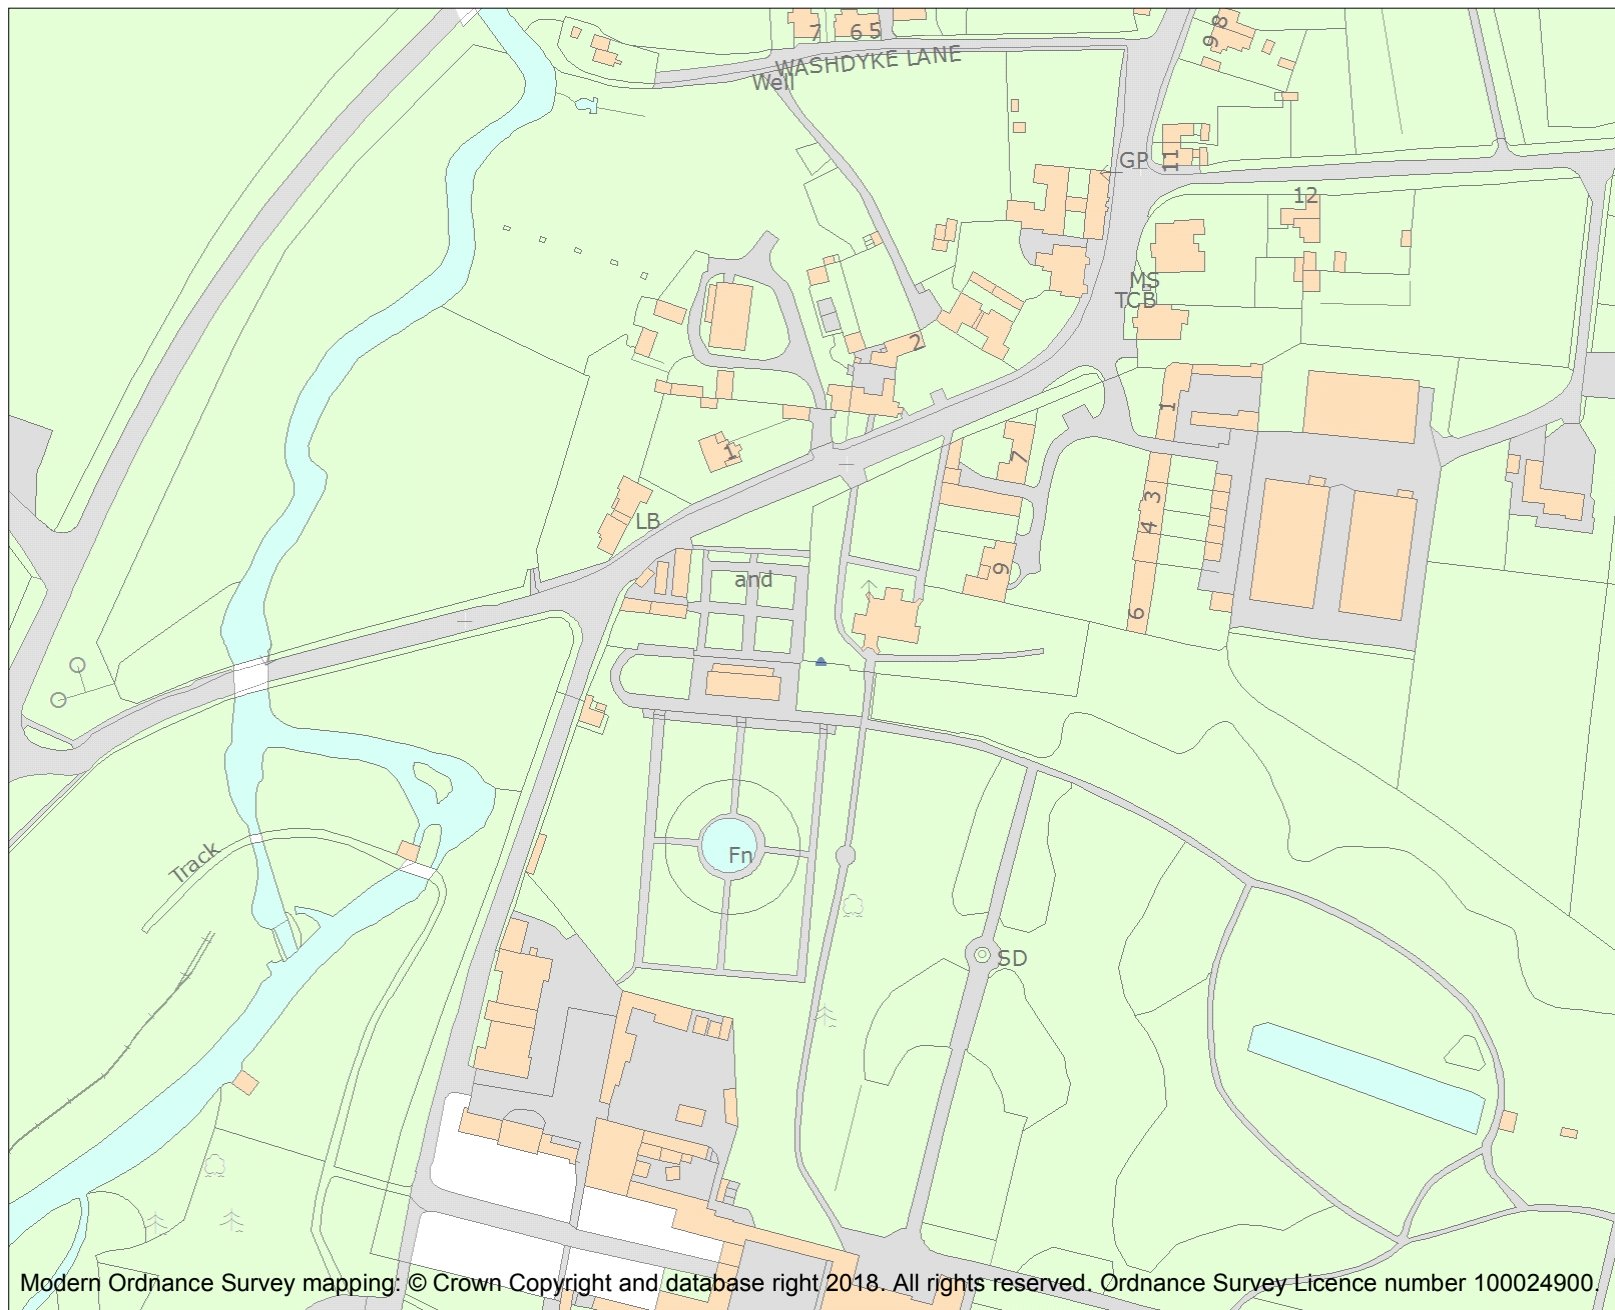 7
6 5
9 8
WASHDYKE LANE
Well
GP
11
12
MS
TCB
2
1
1
7
3
LB
4
and
9
6
Fn
Track
SD
Modern Ordnance Survey mapping: © Crown Copyright and database right 2018. All rights reserved. Ordnance Survey Licence number 100024900.